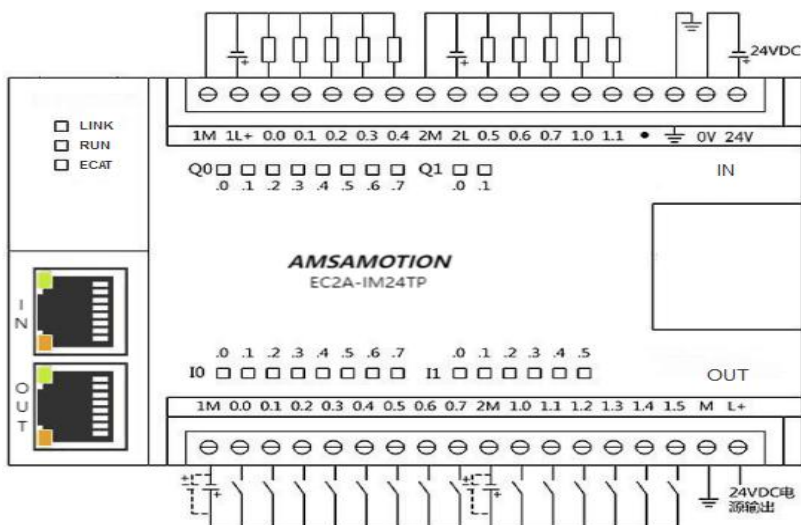 24VDC
LINK
RUN
ECAT
1M 1L+ 0.0 0.1 0.2 0.3 0.4 2M 2L 0.5 0.6 0.7 1.0 1.1 • 0V 24V
Q0 Q1
.0 .1 .2 .3 .4 .5 .6 .7 .0 .1
IN
AMSAMOTION
EC2A-IM24TP
IN
OUT
.0 .1 .2 .3 .4 .5 .6 .7 .0 .1 .2 .3 .4 .5
I0 I1
OUT
1M 0.0 0.1 0.2 0.3 0.4 0.5 0.6 0.7 2M 1.0 1.1 1.2 1.3 1.4 1.5 M L+
24VDC电
源输出